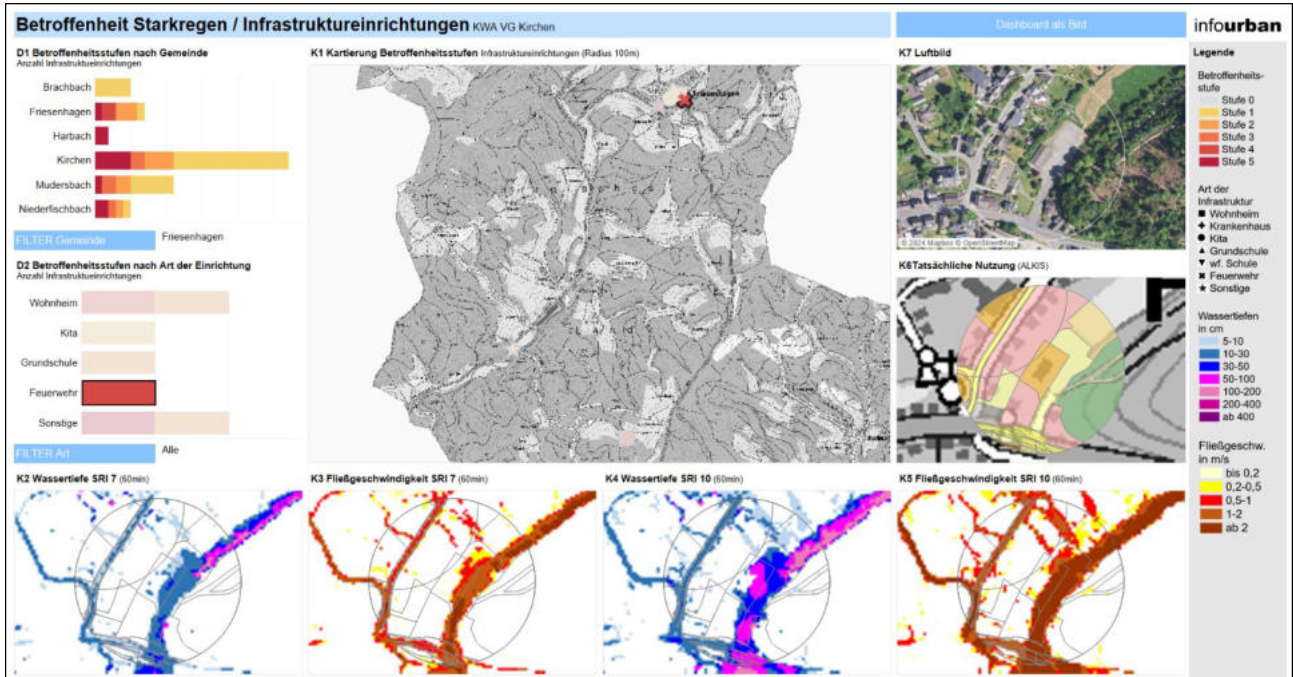 Betroffenheit Starkregen / Infrastruktureinrichtungen KWA VG Kirchen
Dashboard als Bild
infourban
D1 Betroffenheitsstufen nach Gemeinde
Anzahl Infrastruktueinrichtungen
Brachbach
Friesenhagen
Harbach
Kirchen
Mudersbach
Niederfischbach
FILTER Gemeinde
Friesenhagen
D2 Betroffenheitsstufen nach Art der Einrichtung
Anzahl Infrastruktueinrichtungen
Wohnheim
Kita
Grundschule
Feuerwehr
Sonstige
FILTER Art
Alle
K1 Kartierung Betroffenheitsstufen Infrastruktureinrichtungen (Radius 100m)
Friesenhagen
K7 Luftbild
© 2024 Mapbox © OpenStreetMap
K6Tatsächliche Nutzung (ALKIS)
Legende
Betroffenheits-
stufe
Stufe 0
Stufe 1
Stufe 2
Stufe 3
Stufe 4
Stufe 5
Art der
Infrastruktur
Wohnheim
Krankenhaus
Kita
Grundschule
wf. Schule
Feuerwehr
Sonstige
Wassertiefen
in cm
5-10
10-30
30-50
50-100
100-200
200-400
ab 400
Fließgeschw.
in m/s
bis 0,2
0,2-0,5
0,5-1
1-2
ab 2
K2 Wassertiefe SRI 7 (60min)
K3 Fließgeschwindigkeit SRI 7 (60min)
K4 Wassertiefe SRI 10 (60min)
K5 Fließgeschwindigkeit SRI 10 (60min)